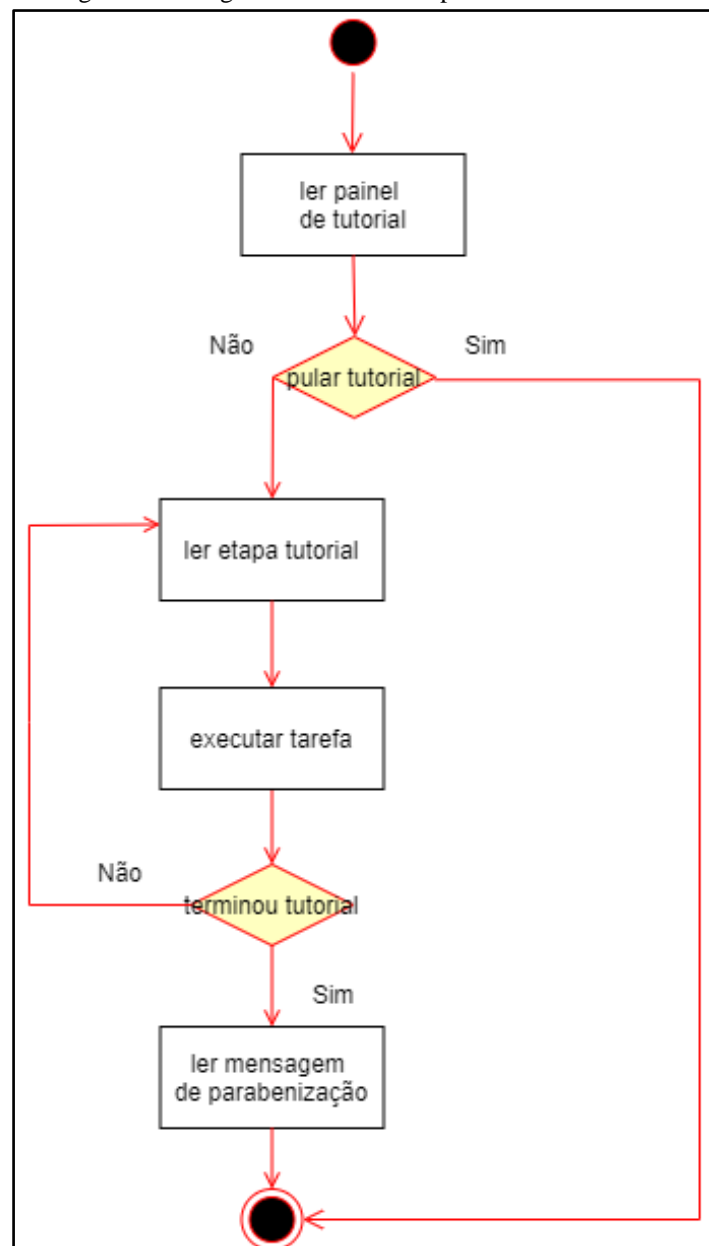 ler painel
de tutorial
Não
Sim
pular tutorial
ler etapa tutorial
executar tarefa
Não
terminou tutorial
Sim
ler mensagem
de parabenização